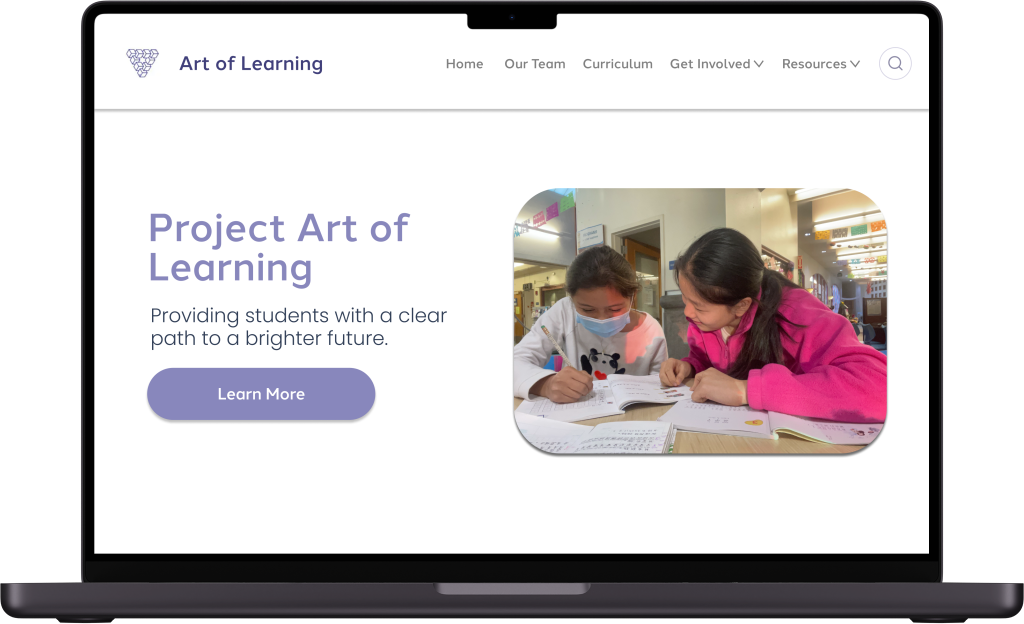 Art of Learning
Home Our Team Curriculum Get Involved Resources
Project Art of
Learning
Providing students with a clear
path to a brighter future.
Learn More